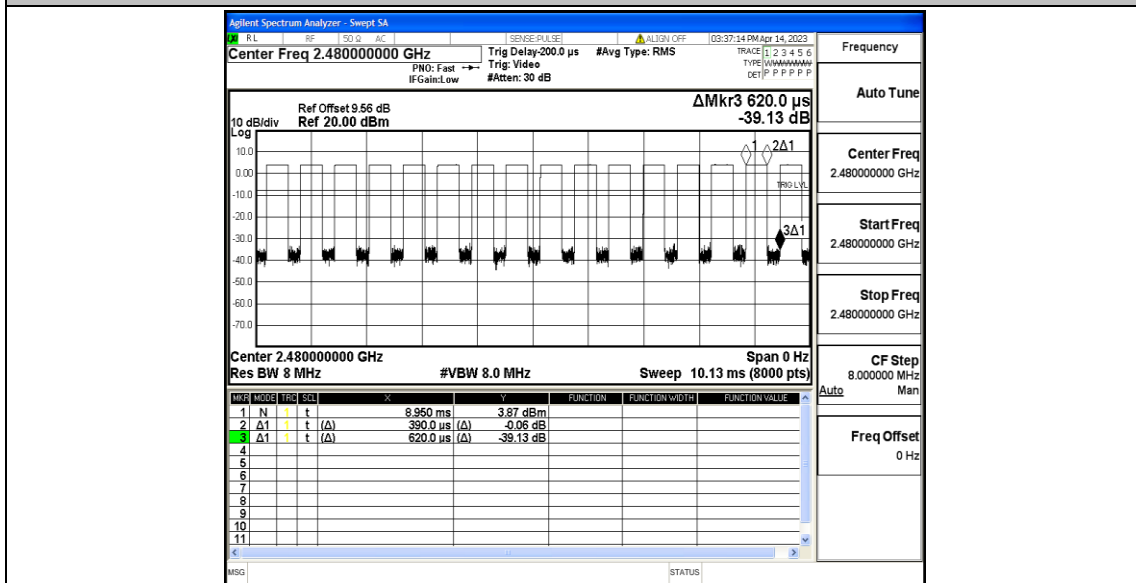 Agilent Spectrum Analyzer - Swept SA
RL RF 50 Ω AC SENSE:PULSE ALIGN OFF 03:37:14 PM Apr 14, 2023
Center Freq 2.480000000 GHz
PNO: Fast
IFGain:Low
Trig Delay-200.0 µs
Trig: Video
#Atten: 30 dB
#Avg Type: RMS
TRACE 1 2 3 4 5 6
TYPE WWWWWW
DET P P P P P P
Frequency
Auto Tune
Center Freq
2.480000000 GHz
Start Freq
2.480000000 GHz
Stop Freq
2.480000000 GHz
CF Step
8.000000 MHz
Auto Man
Freq Offset
0 Hz
ΔMkr3 620.0 µs
-39.13 dB
Ref Offset 9.56 dB
10 dB/div Ref 20.00 dBm
Log
10.0
0.00
-10.0
-20.0
-30.0
-40.0
-50.0
-60.0
-70.0
1
2Δ1
TRIG LVL
3Δ1
Center 2.480000000 GHz Span 0 Hz
Res BW 8 MHz #VBW 8.0 MHz Sweep 10.13 ms (8000 pts)
MKR MODE TRC SCL X Y FUNCTION FUNCTION WIDTH FUNCTION VALUE
1 N 1 t 8.950 ms 3.87 dBm
2 Δ1 1 t (Δ) 390.0 µs (Δ) -0.06 dB
3 Δ1 1 t (Δ) 620.0 µs (Δ) -39.13 dB
4
5
6
7
8
9
10
11
MSG STATUS